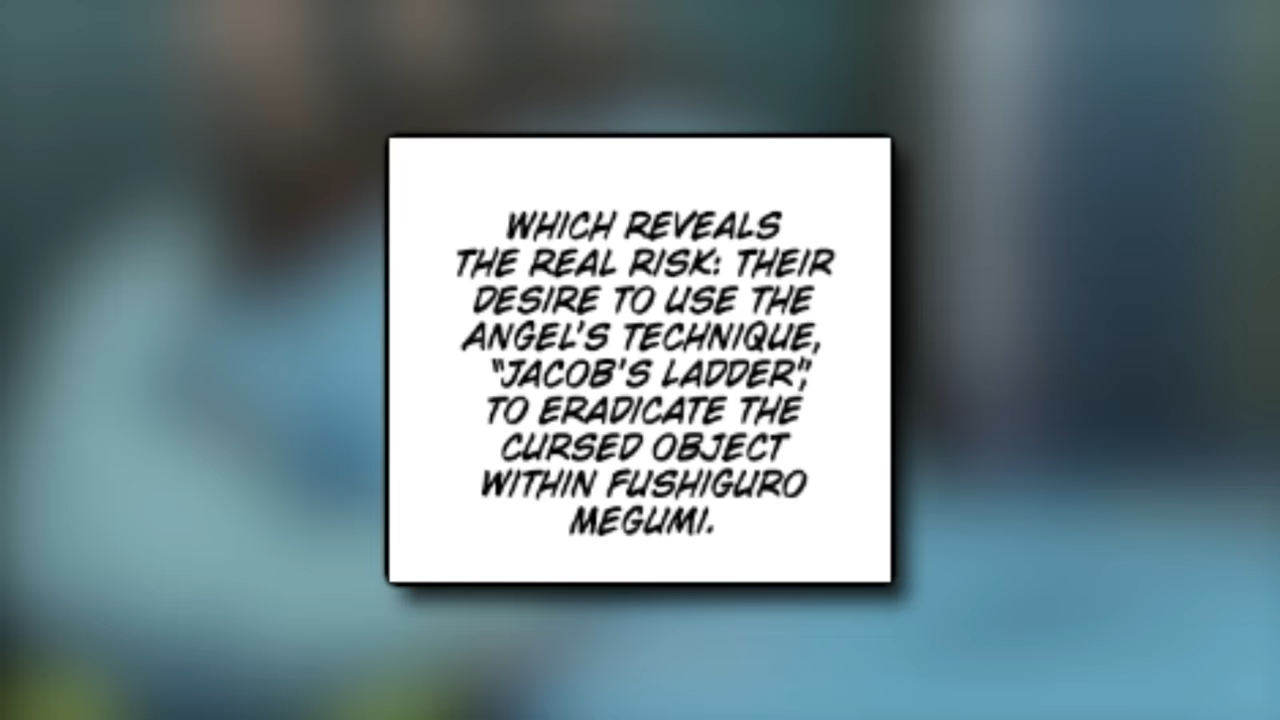 WHICH REVEALS
THE REAL RISK: THEIR
DESIRE TO USE THE
ANGEL'S TECHNIQUE,
"JACOB'S LADDER",
TO ERADICATE THE
CURSED OBJECT
WITHIN FUSHIGURO
MEGUMI.